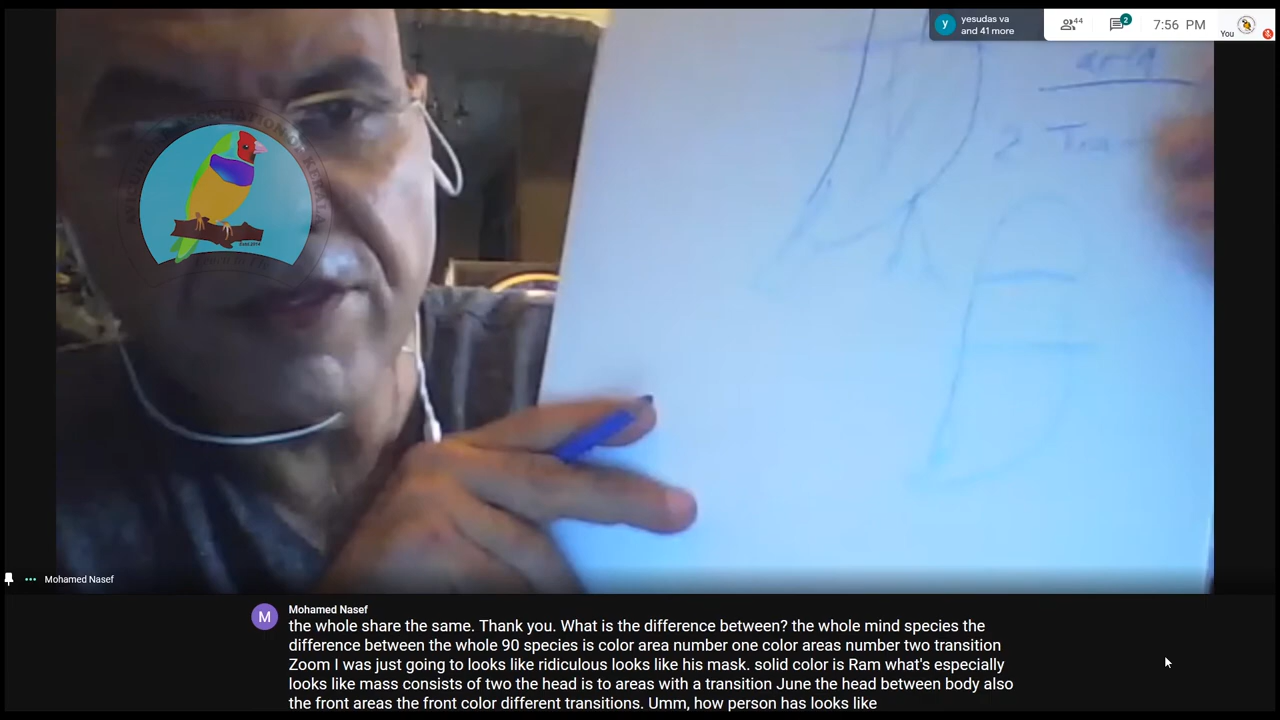 yesudas va
and 41 more
44
2
7:56 PM
You
area
2
ASSOCIATION OF KERALA
Mohamed Nasef
M
Mohamed Nasef
the whole share the same. Thank you. What is the difference between? the whole mind species the
difference between the whole 90 species is color area number one color areas number two transition
Zoom I was just going to looks like ridiculous looks like his mask. solid color is Ram what's especially
looks like mass consists of two the head is to areas with a transition June the head between body also
the front areas the front color different transitions. Umm, how person has looks like